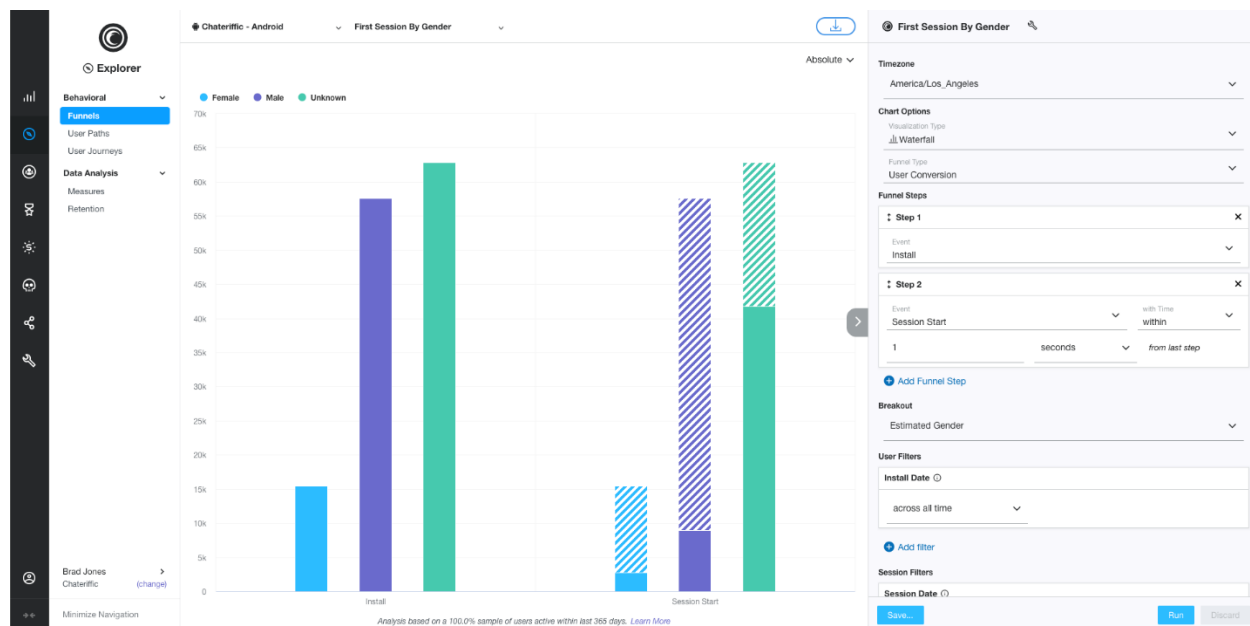 Explorer
Behavioral
Funnels
User Paths
User Journeys
Data Analysis
Measures
Retention
Brad Jones
Chateriffic
(change)
Minimize Navigation
Chateriffic - Android
First Session By Gender
Absolute
Female Male Unknown
70k
65k
60k
55k
50k
45k
40k
35k
30k
25k
20k
15k
10k
5k
0
Install
Session Start
Analysis based on a 100.0% sample of users active within last 365 days. Learn More
First Session By Gender
Timezone
America/Los_Angeles
Chart Options
Visualization Type
Waterfall
Funnel Type
User Conversion
Funnel Steps
Step 1
Event
Install
Step 2
Event
Session Start
with Time
within
1
seconds
from last step
Add Funnel Step
Breakout
Estimated Gender
User Filters
Install Date
across all time
Add filter
Session Filters
Session Date
Save...
Run
Discard